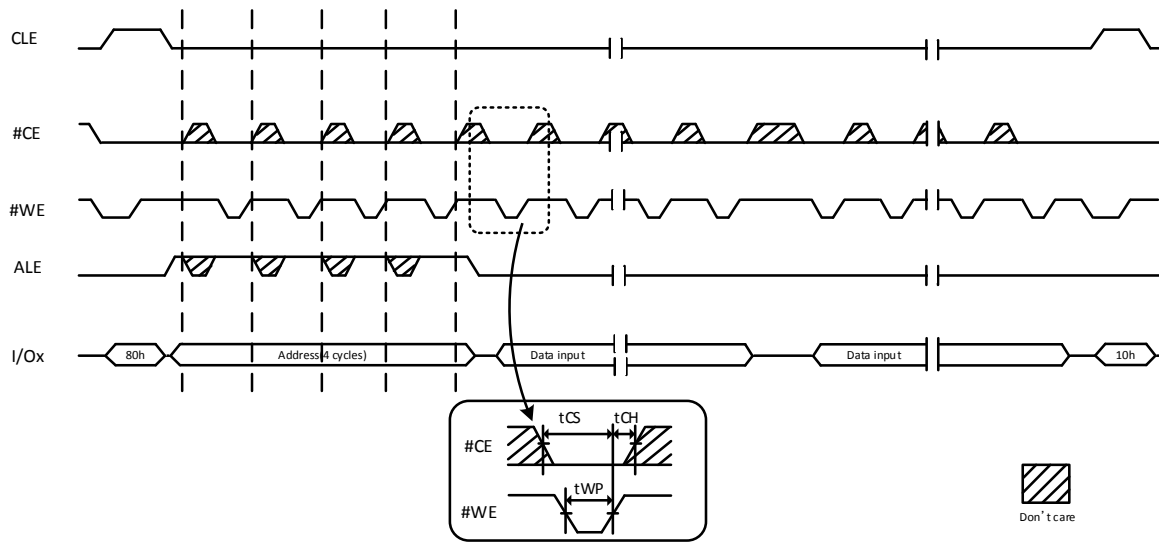 CLE
#CE
#WE
ALE
I/Ox
80h
Address(4 cycles)
Data input
Data input
10h
tCS
tCH
#CE
tWP
#WE
Don't care